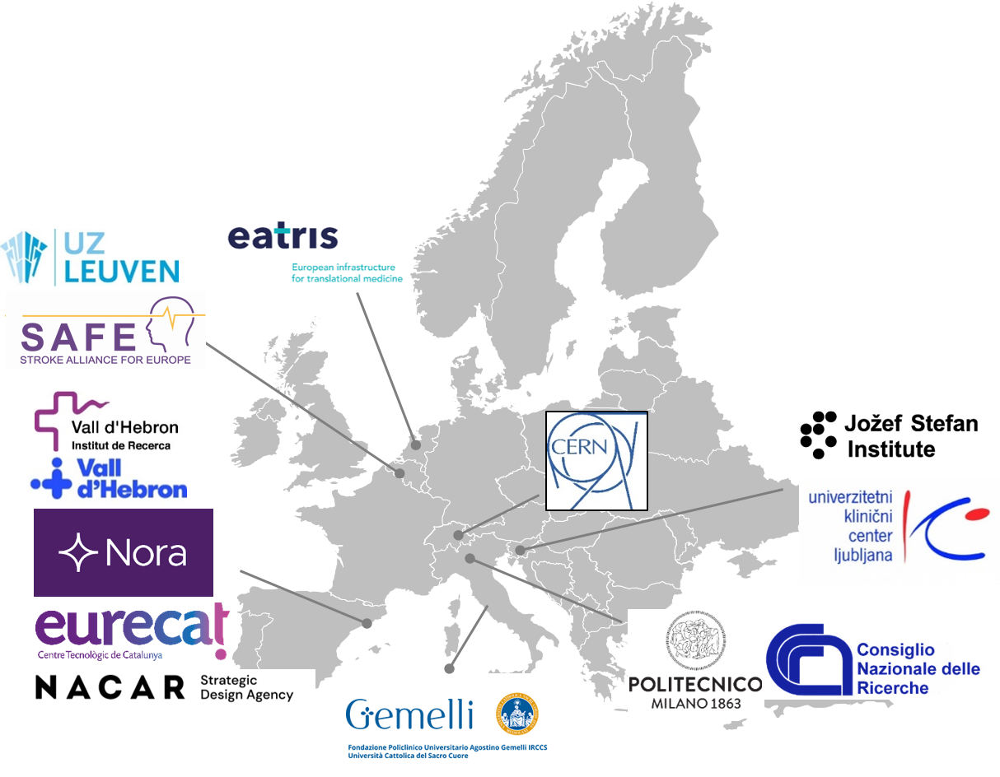 eatris
European infrastructure
for translational medicine
UZ
LEUVEN
SAFE
STROKE ALLIANCE FOR EUROPE
Vall d'Hebron
Institut de Recerca
Vall
d'Hebron
Nora
eurecat
Centre Tecnològic de Catalunya
NACAR
Strategic
Design Agency
CERN
Jožef Stefan
Institute
univerzitetni
klinični
center
ljubljana
POLITECNICO
MILANO 1863
Consiglio
Nazionale delle
Ricerche
Gemelli
Fondazione Policlinico Universitario Agostino Gemelli IRCCS
Università Cattolica del Sacro Cuore